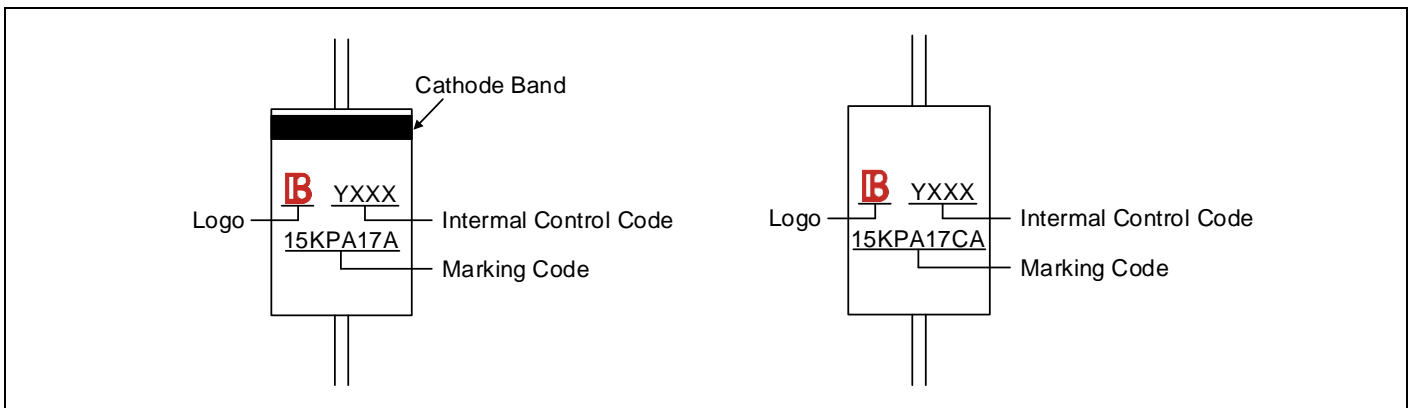 Cathode Band
B YXXX
Logo
Intermal Control Code
15KPA17A
Marking Code
B YXXX
Logo
Intermal Control Code
15KPA17CA
Marking Code